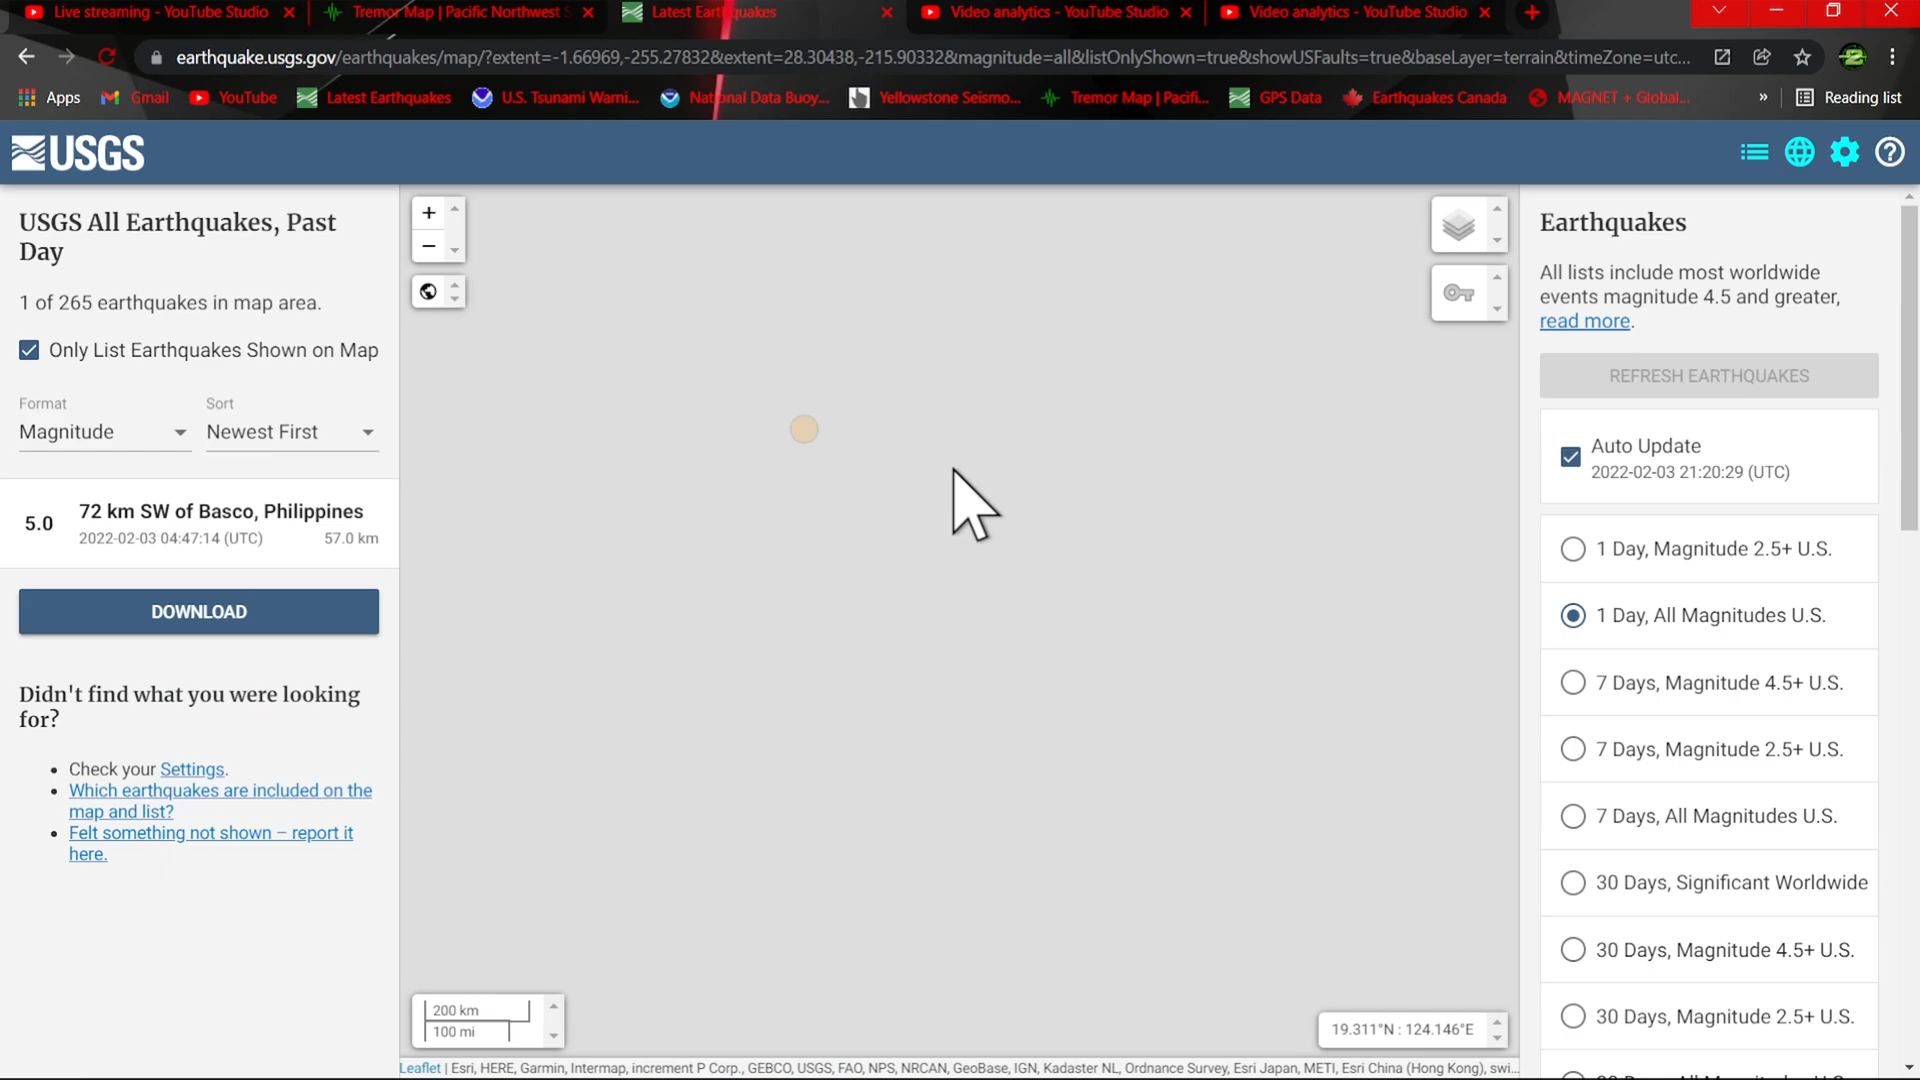 Live streaming - YouTube Studio
Tremor Map | Pacific Northwest S
Latest Earthquakes
Video analytics - YouTube Studio
Video analytics - YouTube Studio
earthquake.usgs.gov/earthquakes/map/?extent=-1.66969,-255.27832&extent=28.30438,-215.90332&magnitude=all&listOnlyShown=true&showUSFaults=true&baseLayer=terrain&timeZone=utc...
Apps
Gmail
YouTube
Latest Earthquakes
U.S. Tsunami Warni...
National Data Buoy...
Yellowstone Seismo...
Tremor Map | Pacifi...
GPS Data
Earthquakes Canada
MAGNET + Global...
»
Reading list
USGS
USGS All Earthquakes, Past
Day
1 of 265 earthquakes in map area.
Only List Earthquakes Shown on Map
Format
Sort
Magnitude
Newest First
5.0
72 km SW of Basco, Philippines
2022-02-03 04:47:14 (UTC)
57.0 km
DOWNLOAD
Didn't find what you were looking
for?
• Check your Settings.
• Which earthquakes are included on the
map and list?
• Felt something not shown – report it
here.
+
−
200 km
100 mi
19.311°N : 124.146°E
Leaflet | Esri, HERE, Garmin, Intermap, increment P Corp., GEBCO, USGS, FAO, NPS, NRCAN, GeoBase, IGN, Kadaster NL, Ordnance Survey, Esri Japan, METI, Esri China (Hong Kong), swi...
Earthquakes
All lists include most worldwide
events magnitude 4.5 and greater,
read more.
REFRESH EARTHQUAKES
Auto Update
2022-02-03 21:20:29 (UTC)
1 Day, Magnitude 2.5+ U.S.
1 Day, All Magnitudes U.S.
7 Days, Magnitude 4.5+ U.S.
7 Days, Magnitude 2.5+ U.S.
7 Days, All Magnitudes U.S.
30 Days, Significant Worldwide
30 Days, Magnitude 4.5+ U.S.
30 Days, Magnitude 2.5+ U.S.